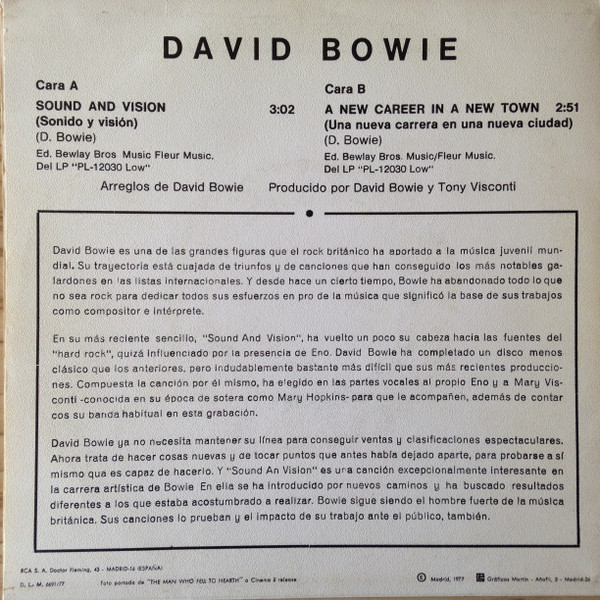 DAVID BOWIE
Cara A
SOUND AND VISION 3:02
(Sonido y visión)
(D. Bowie)
Ed. Bewlay Bros Music Fleur Music.
Del LP "PL-12030 Low"
Cara B
A NEW CAREER IN A NEW TOWN 2:51
(Una nueva carrera en una nueva ciudad)
(D. Bowie)
Ed. Bewlay Bros. Music/Fleur Music.
Del LP "PL-12030 Low"
Arreglos de David Bowie Producido por David Bowie y Tony Visconti
David Bowie es una de las grandes figuras que el rock británico ha aportado a la música juvenil mun-
dial. Su trayectoria está cuajada de triunfos y de canciones que han conseguido los más notables ga-
lardones en las listas internacionales. Y desde hace un cierto tiempo, Bowie ha abandonado todo lo que
no sea rock para dedicar todos sus esfuerzos en pro de la música que significó la base de sus trabajos
como compositor e intérprete.
En su más reciente sencillo, "Sound And Vision", ha vuelto un poco su cabeza hacia las fuentes del
"hard rock", quizá influenciado por la presencia de Eno. David Bowie ha completado un disco menos
clásico que los anteriores, pero indudablemente bastante más difícil que sus más recientes produccio-
nes. Compuesta la canción por él mismo, ha elegido en las partes vocales al propio Eno y a Mary Vis-
conti -conocida en su época de sotera como Mary Hopkins- para que le acompañen, además de contar
cos su banda habitual en esta grabación.
David Bowie ya no necesita mantener su línea para conseguir ventas y clasificaciones espectaculares.
Ahora trata de hacer cosas nuevas y de tocar puntos que antes había dejado aparte, para probarse a sí
mismo que es capaz de hacerlo. Y "Sound An Vision" es una canción excepcionalmente interesante en
la carrera artística de Bowie En ella se ha introducido por nuevos caminos y ha buscado resultados
diferentes a los que estaba acostumbrado a realizar. Bowie sigue siendo el hombre fuerte de la música
británica. Sus canciones lo prueban y el impacto de su trabajo ante el público, también.
RCA S. A. Doctor Fleming, 43 - MADRID-16 (ESPAÑA)
D. L. M. 6691/77 Foto portada de "THE MAN WHO FELL TO HEARTH" a Cinema 5 release
© Madrid, 1977 Gráficas Martín - 8 - Madrid-26